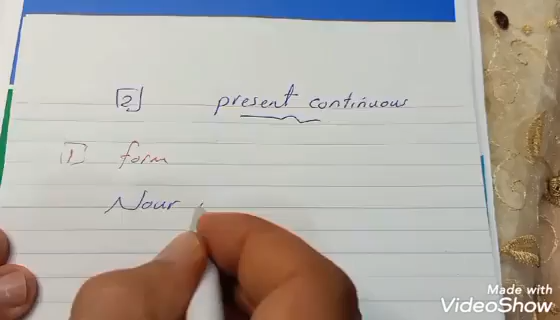 [2] present continuous
[1] form
Nour
Made with
VideoShow